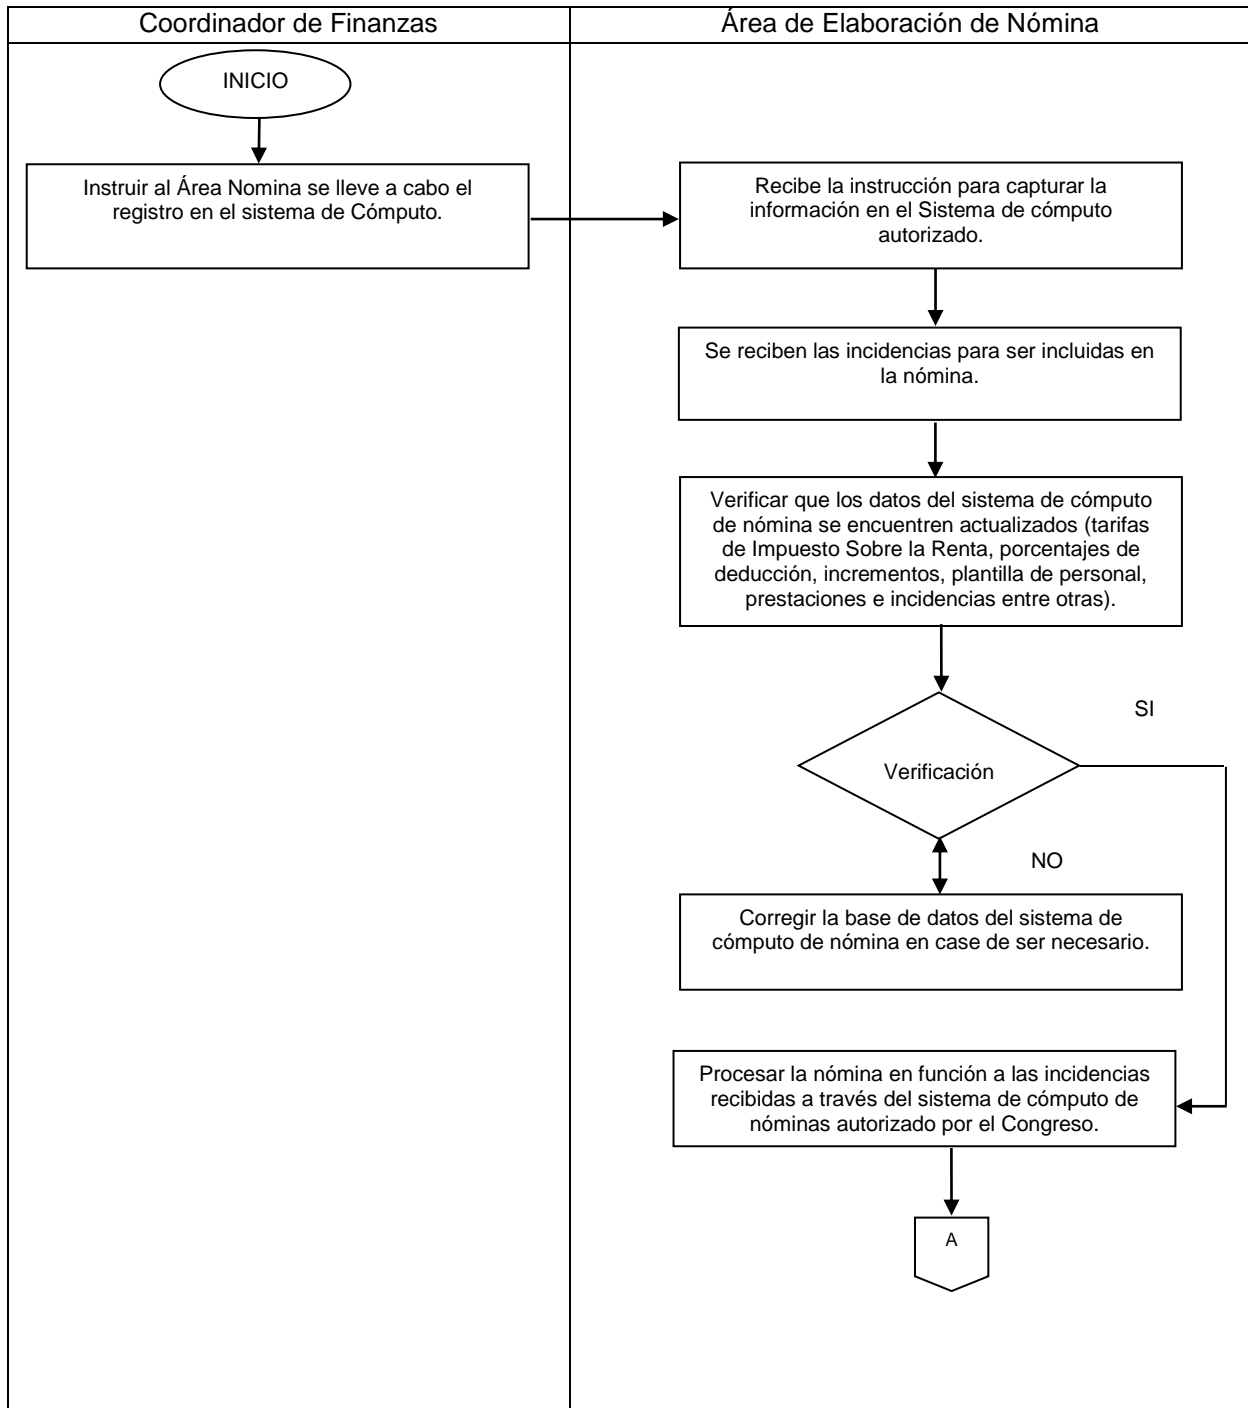 Coordinador de Finanzas
Área de Elaboración de Nómina
INICIO
Instruir al Área Nomina se lleve a cabo el
registro en el sistema de Cómputo.
Recibe la instrucción para capturar la
información en el Sistema de cómputo
autorizado.
Se reciben las incidencias para ser incluidas en
la nómina.
Verificar que los datos del sistema de cómputo
de nómina se encuentren actualizados (tarifas
de Impuesto Sobre la Renta, porcentajes de
deducción, incrementos, plantilla de personal,
prestaciones e incidencias entre otras).
SI
Verificación
NO
Corregir la base de datos del sistema de
cómputo de nómina en case de ser necesario.
Procesar la nómina en función a las incidencias
recibidas a través del sistema de cómputo de
nóminas autorizado por el Congreso.
A